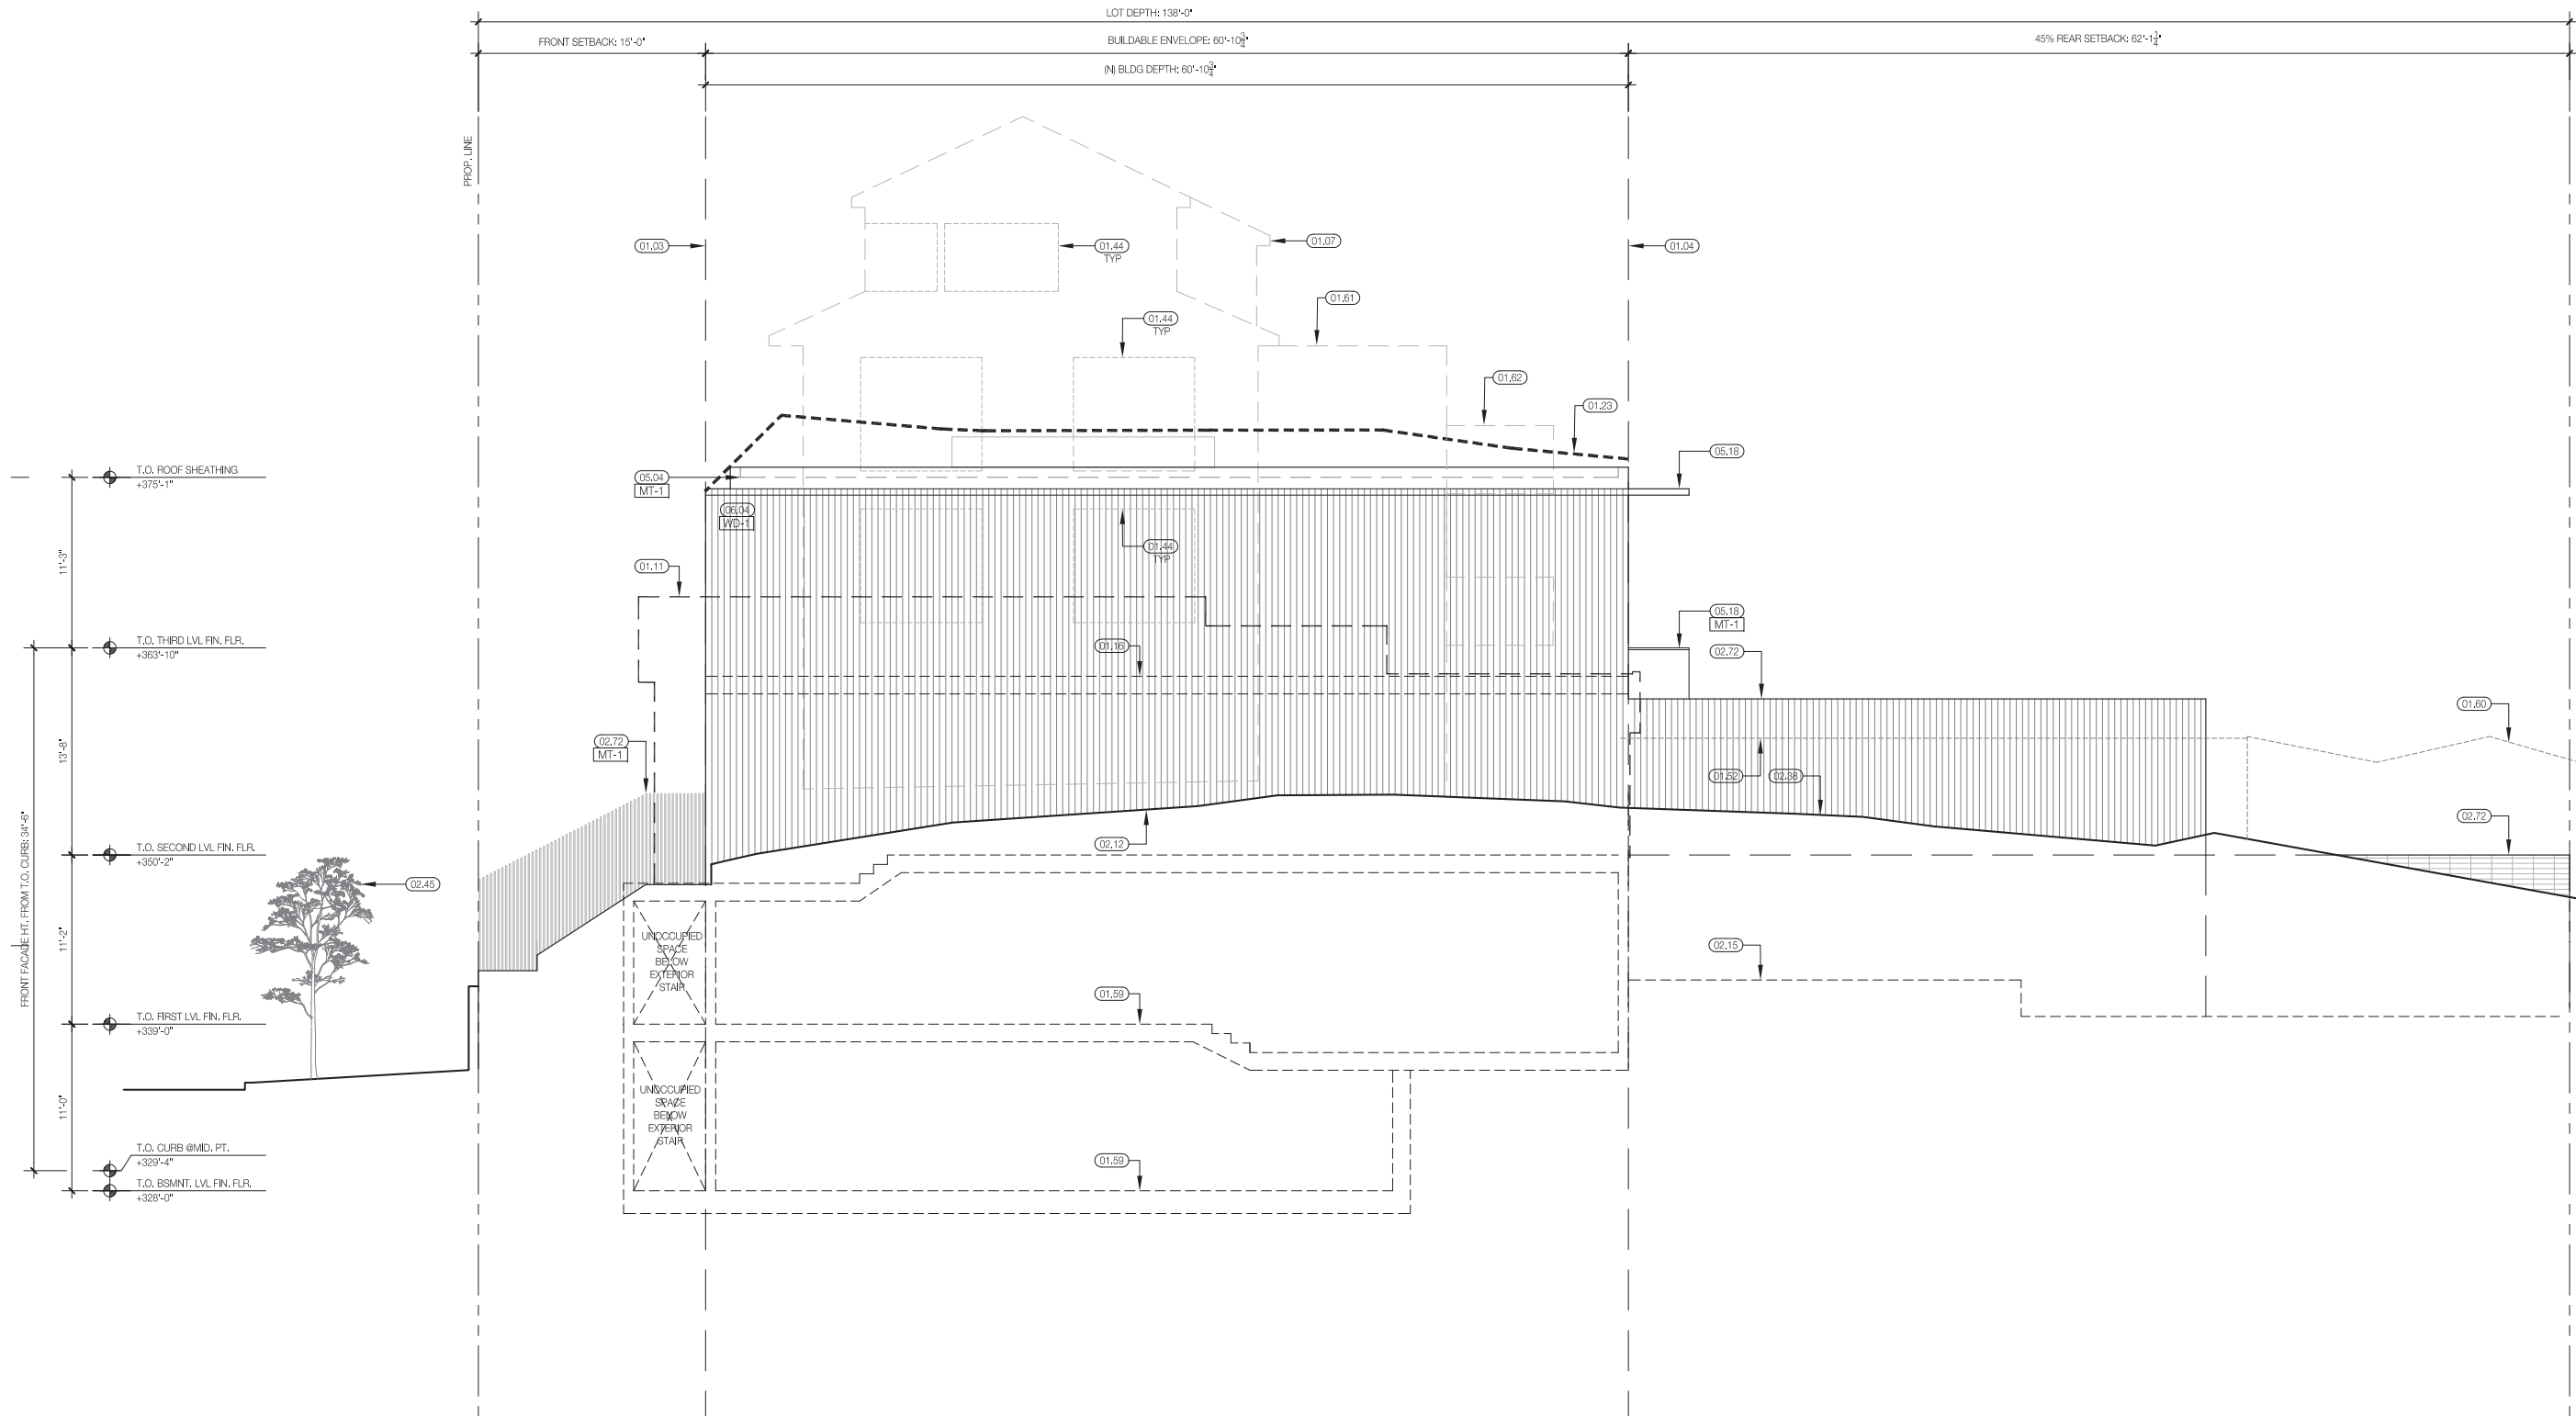 LOT DEPTH: 138'-0"
FRONT SETBACK: 15'-0"
BUILDABLE ENVELOPE: 60'-10¾"
45% REAR SETBACK: 62'-1¼"
(N) BLDG DEPTH: 60'-10¾"
PROP. LINE
01.03
01.44
TYP
01.07
01.04
01.61
01.44
TYP
01.62
01.23
05.18
T.O. ROOF SHEATHING
+375'-1"
05.04
MT-1
06.04
WD-1
01.44
TYP
11'-3"
01.11
05.18
MT-1
T.O. THIRD LVL FIN. FLR.
+363'-10"
01.16
02.72
01.60
02.72
MT-1
13'-8"
01.52
02.38
02.72
02.12
FRONT FACADE HT. FROM T.O. CURB: 34'-6"
T.O. SECOND LVL FIN. FLR.
+350'-2"
02.45
11'-2"
UNOCCUPIED
SPACE
BELOW
EXTERIOR
STAIR
02.15
01.59
T.O. FIRST LVL FIN. FLR.
+339'-0"
11'-0"
UNOCCUPIED
SPACE
BELOW
EXTERIOR
STAIR
T.O. CURB @MID. PT.
+329'-4"
01.59
T.O. BSMNT. LVL FIN. FLR.
+328'-0"